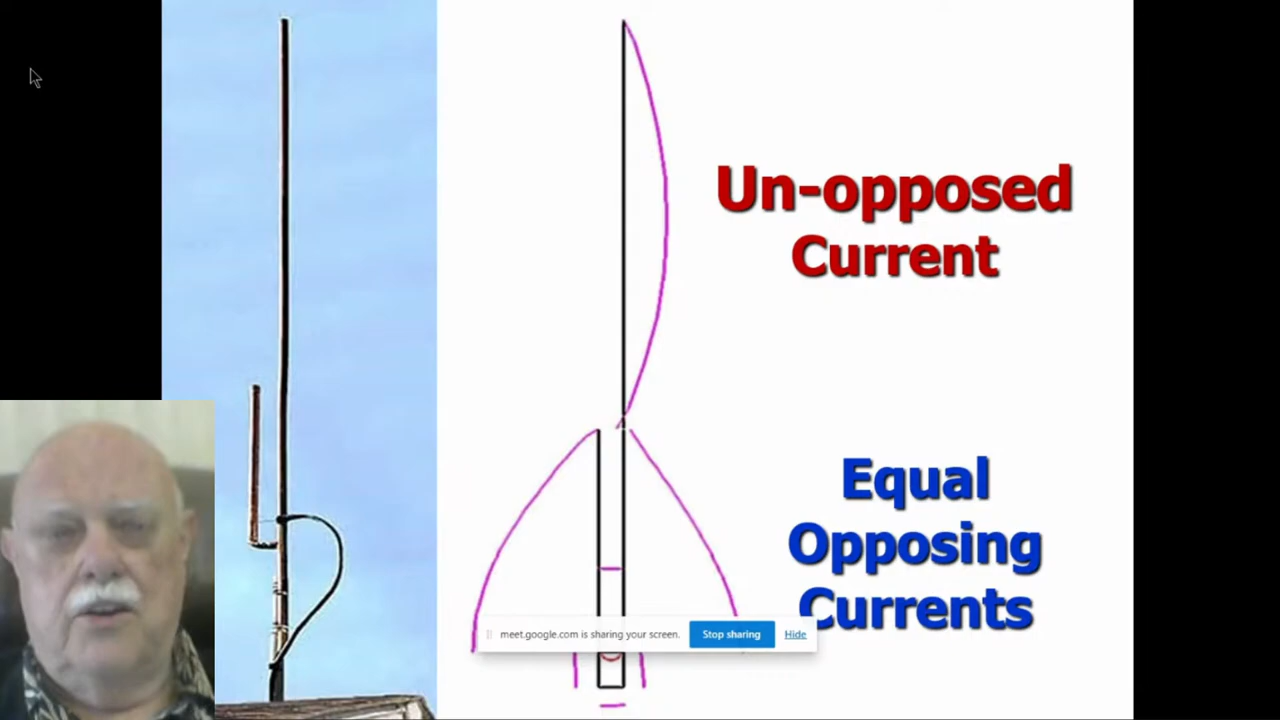 Un-opposed
Current
Equal
Opposing
Currents
meet.google.com is sharing your screen. Stop sharing Hide